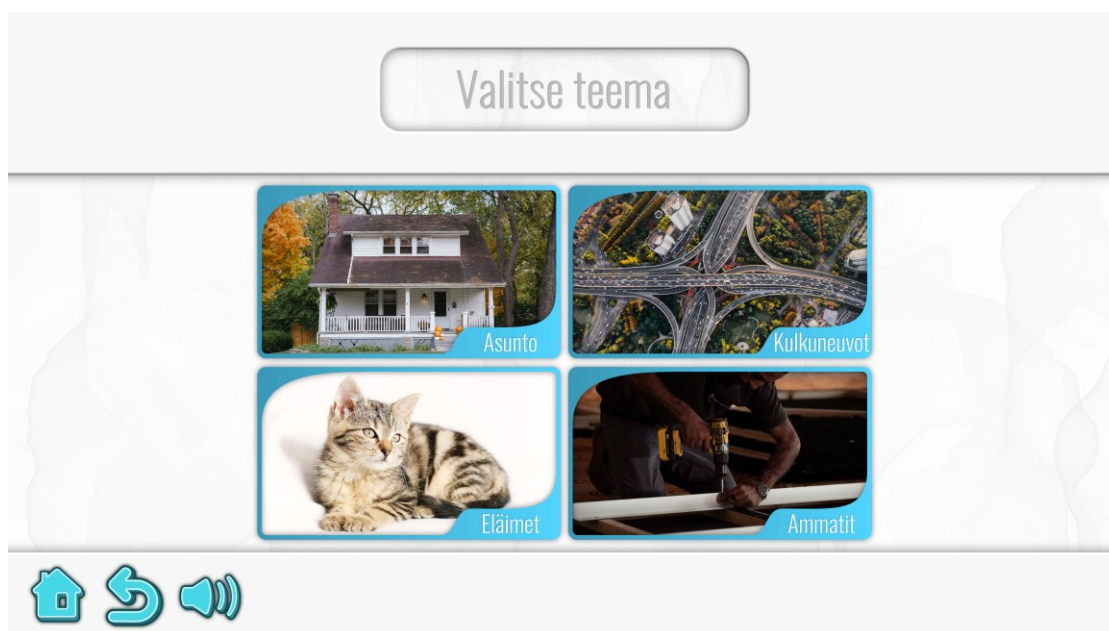 Valitse teema
Asunto
Kulkuneuvot
Eläimet
Ammatit